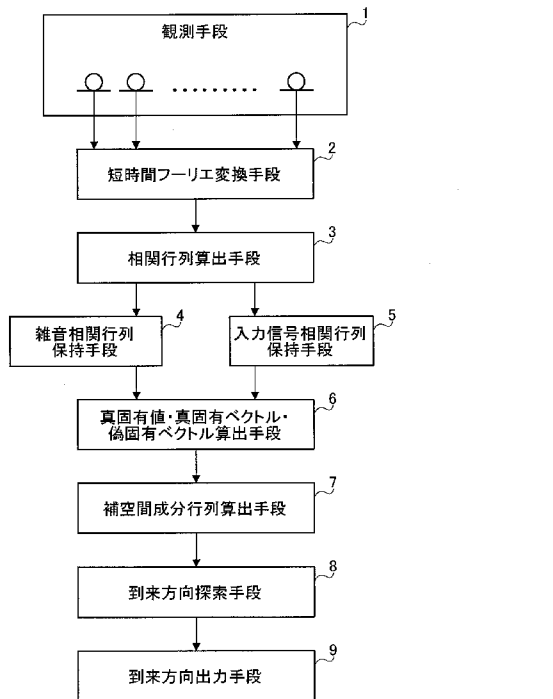 1
観測手段
2
短時間フーリエ変換手段
3
相関行列算出手段
4
雑音相関行列
保持手段
5
入力信号相関行列
保持手段
6
真固有値・真固有ベクトル・
偽固有ベクトル算出手段
7
補空間成分行列算出手段
8
到来方向探索手段
9
到来方向出力手段